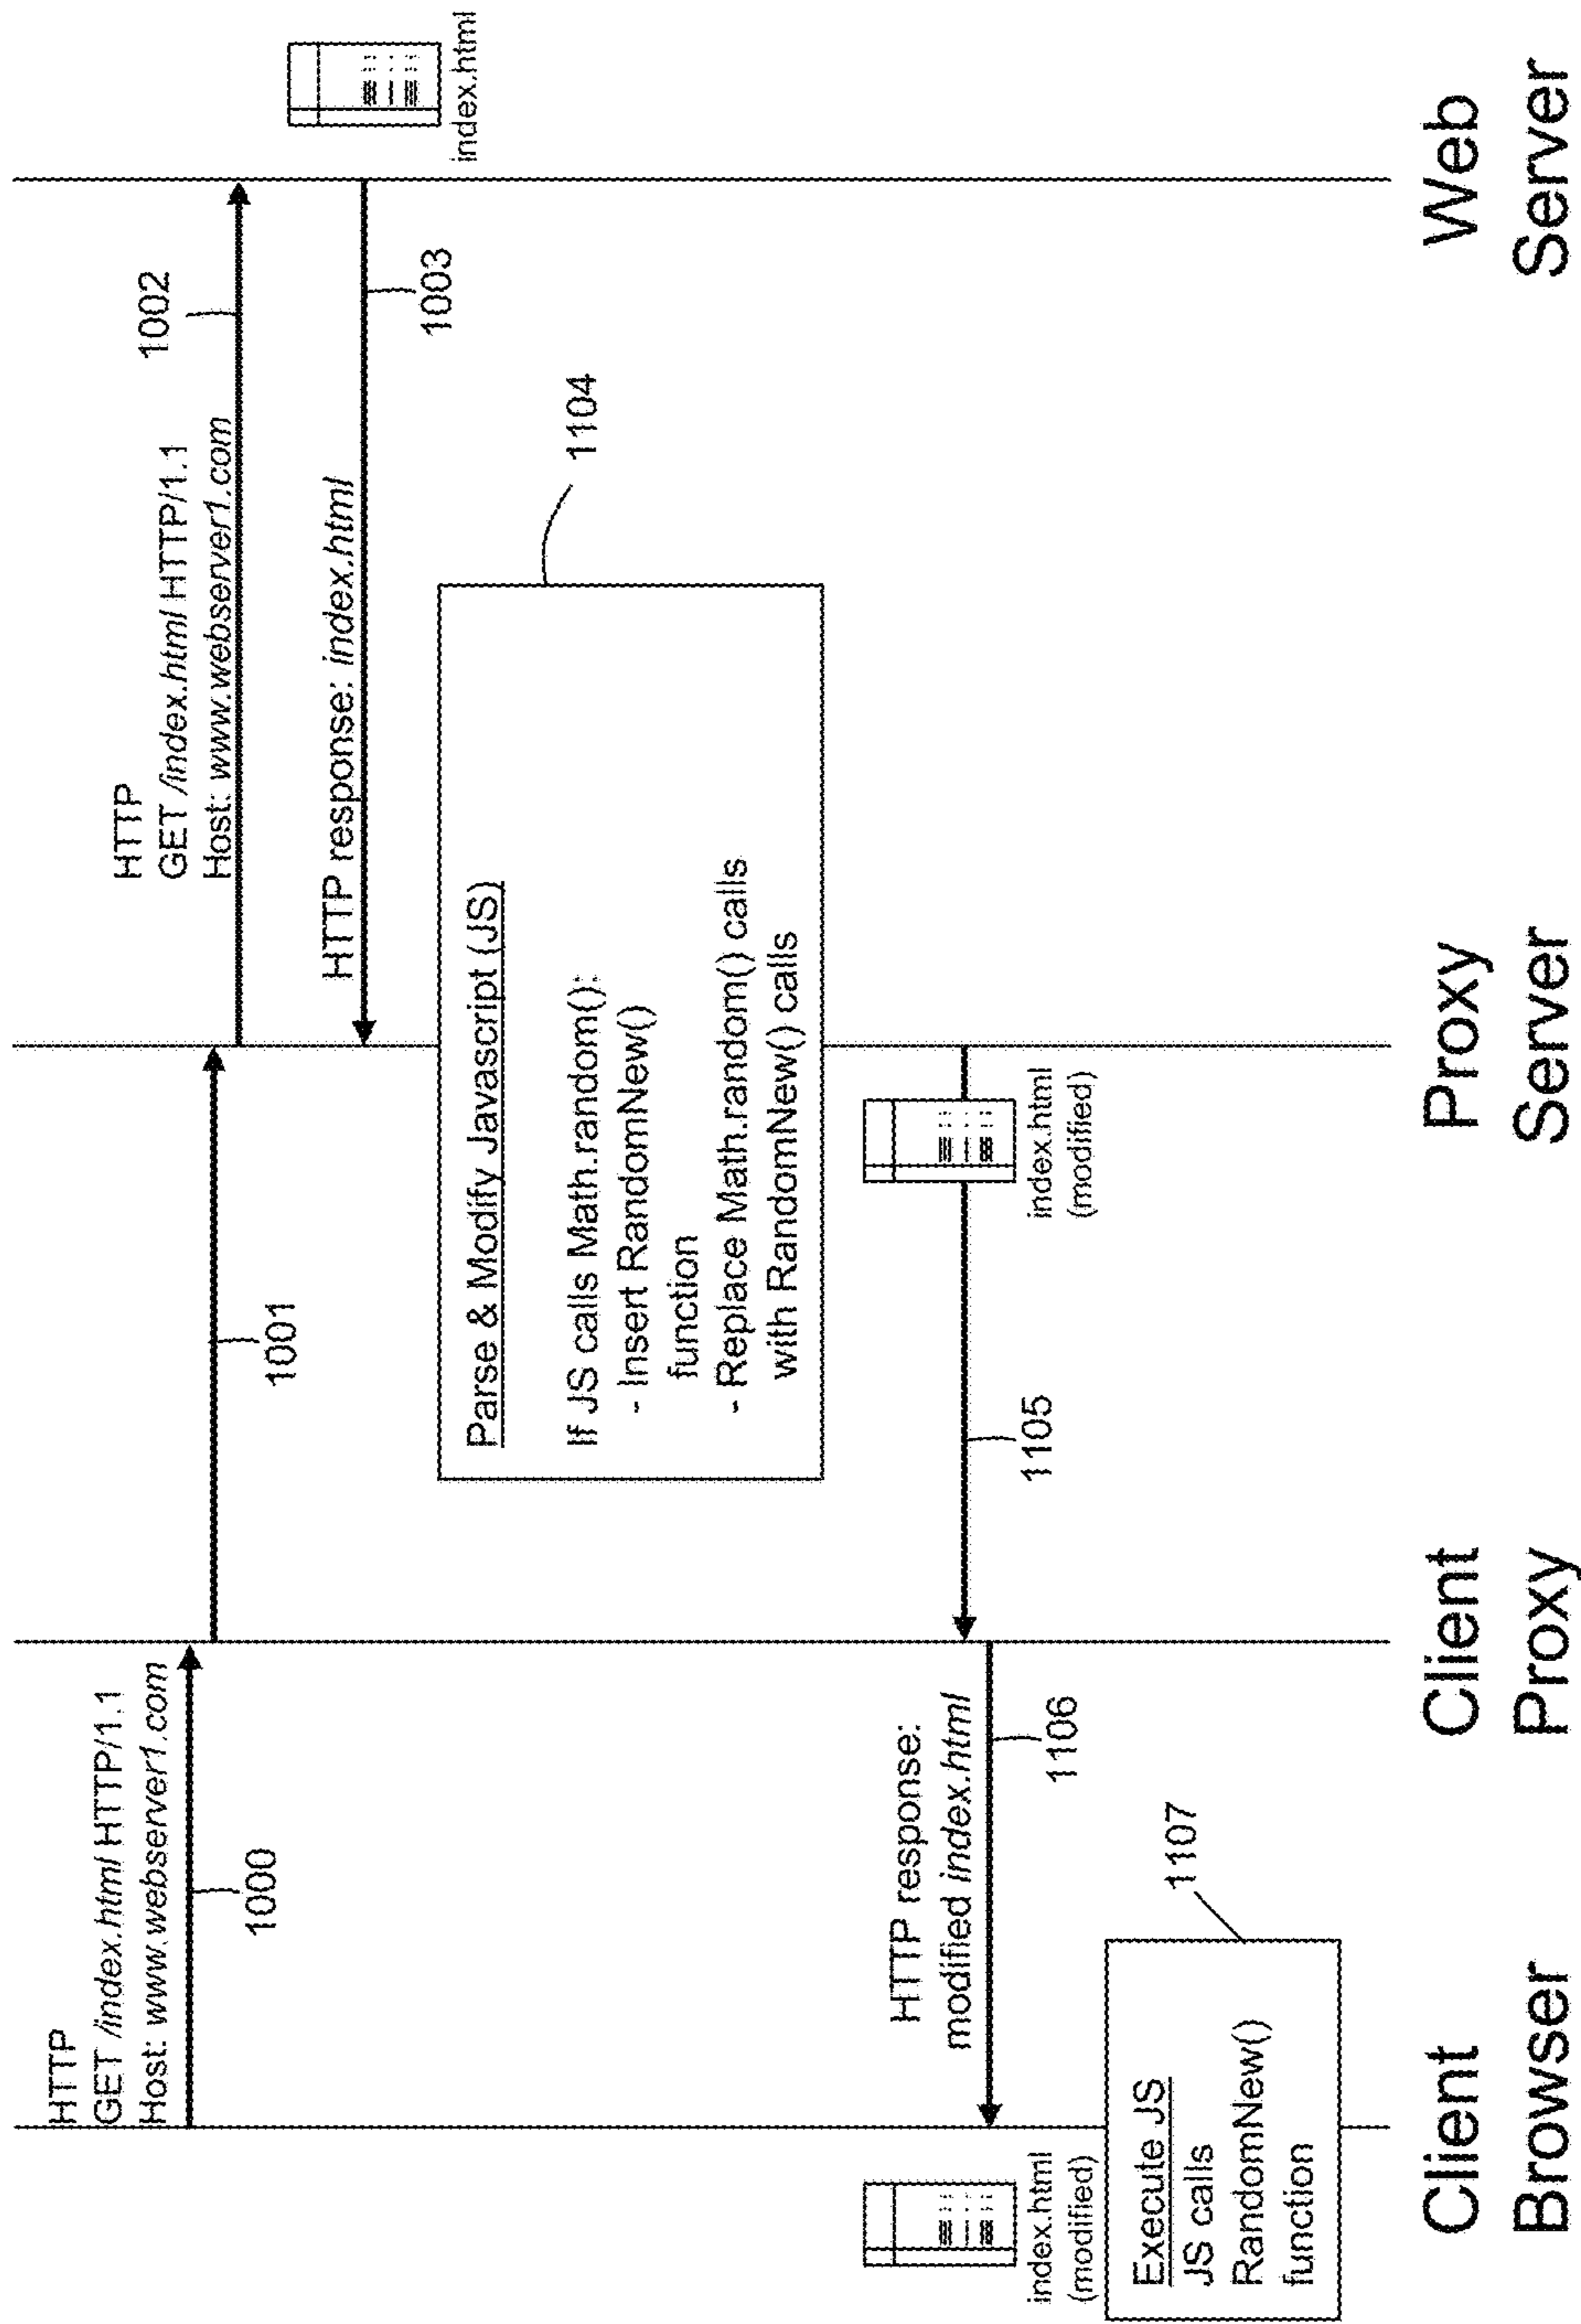 HTTP
GET /index.html HTTP/1.1
Host: www.webserver1.com
1000
1001
HTTP
GET /index.html HTTP/1.1
Host: www.webserver1.com
1002
HTTP response: index.html
1003
index.html
Parse & Modify Javascript (JS)
If JS calls Math.random():
- Insert RandomNew()
function
- Replace Math.random() calls
with RandomNew() calls
1104
index.html
(modified)
1105
HTTP response:
modified index.html
1106
index.html
(modified)
Execute JS
JS calls
RandomNew()
function
1107
Client
Browser
Client
Proxy
Proxy
Server
Web
Server